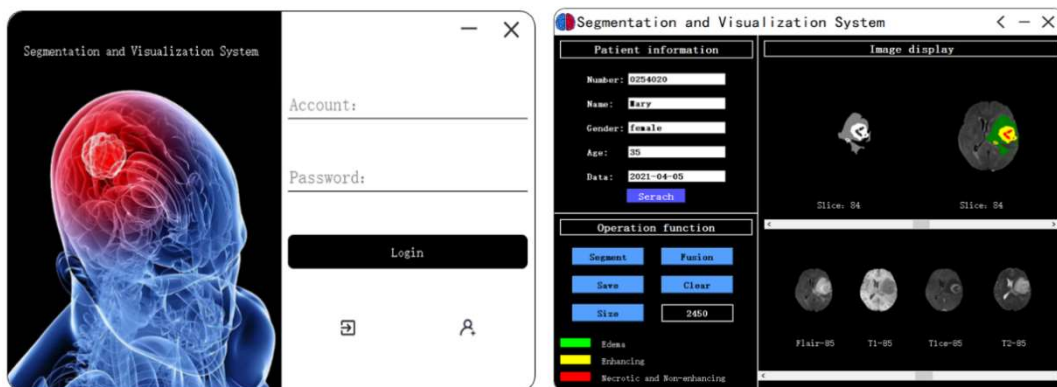 Segmentation and Visualization System
Account:
Password:
Login
Segmentation and Visualization System
Patient information
Number: 0254020
Name: Mary
Gender: female
Age: 35
Data: 2021-04-05
Serach
Operation function
Segment Fusion
Save Clear
Size 2450
Edema
Enhancing
Necrotic and Non-enhancing
Image display
Slice: 84 Slice: 84
Flair-85 T1-85 T1ce-85 T2-85